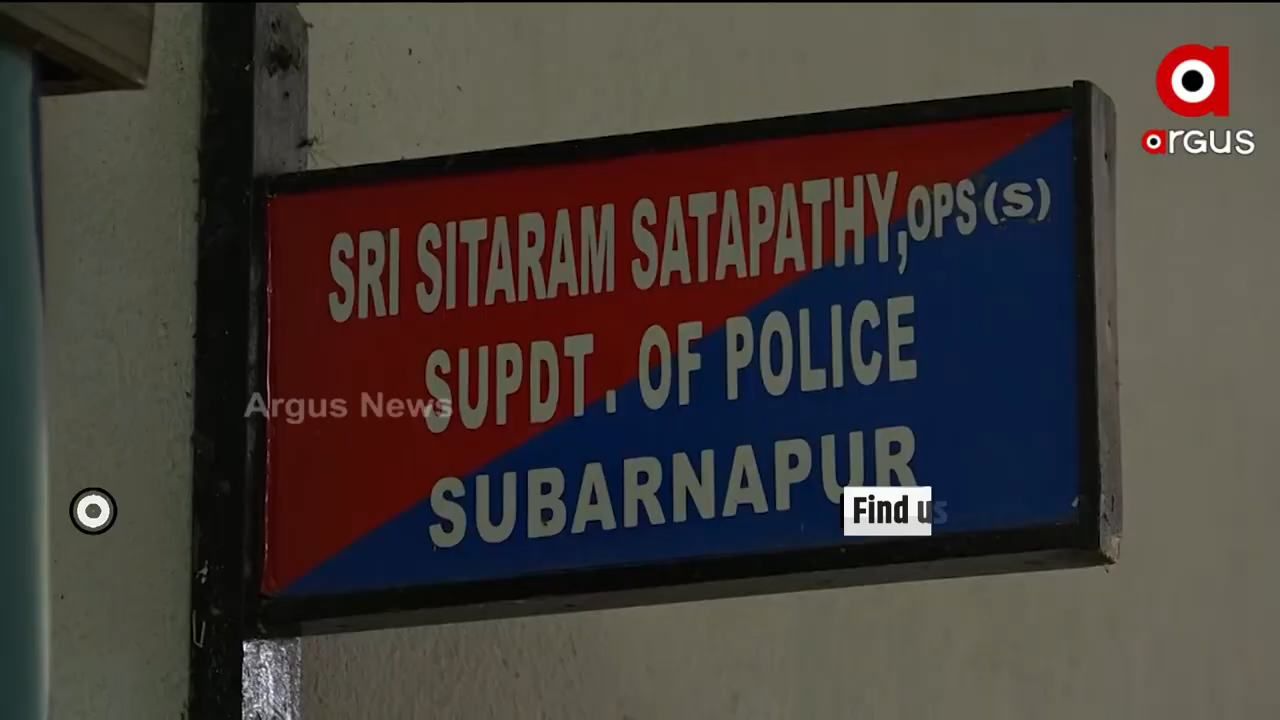 SRI SITARAM SATAPATHY, OPS (S)
SUPDT. OF POLICE
SUBARNAPUR
Argus News
Find us
argus